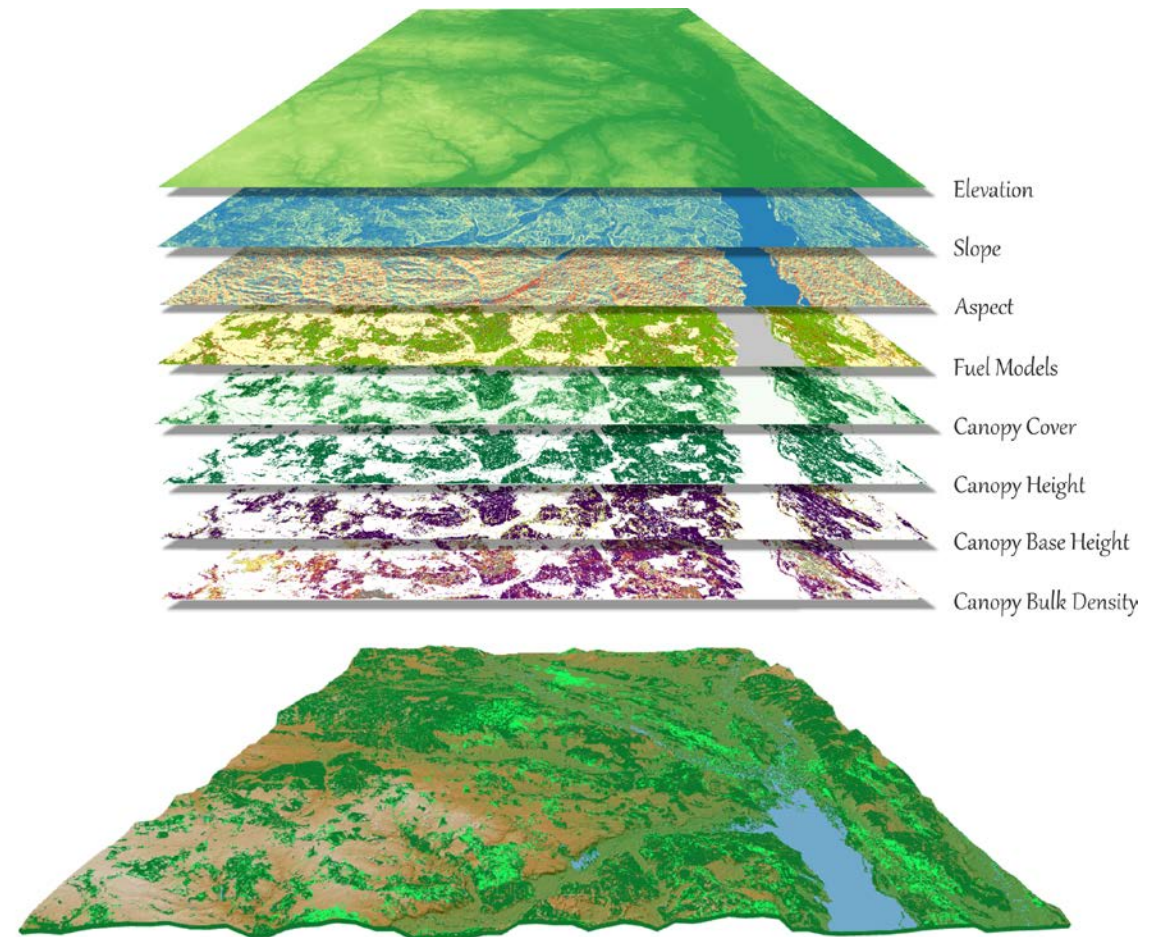 Elevation
Slope
Aspect
Fuel Models
Canopy Cover
Canopy Height
Canopy Base Height
Canopy Bulk Density